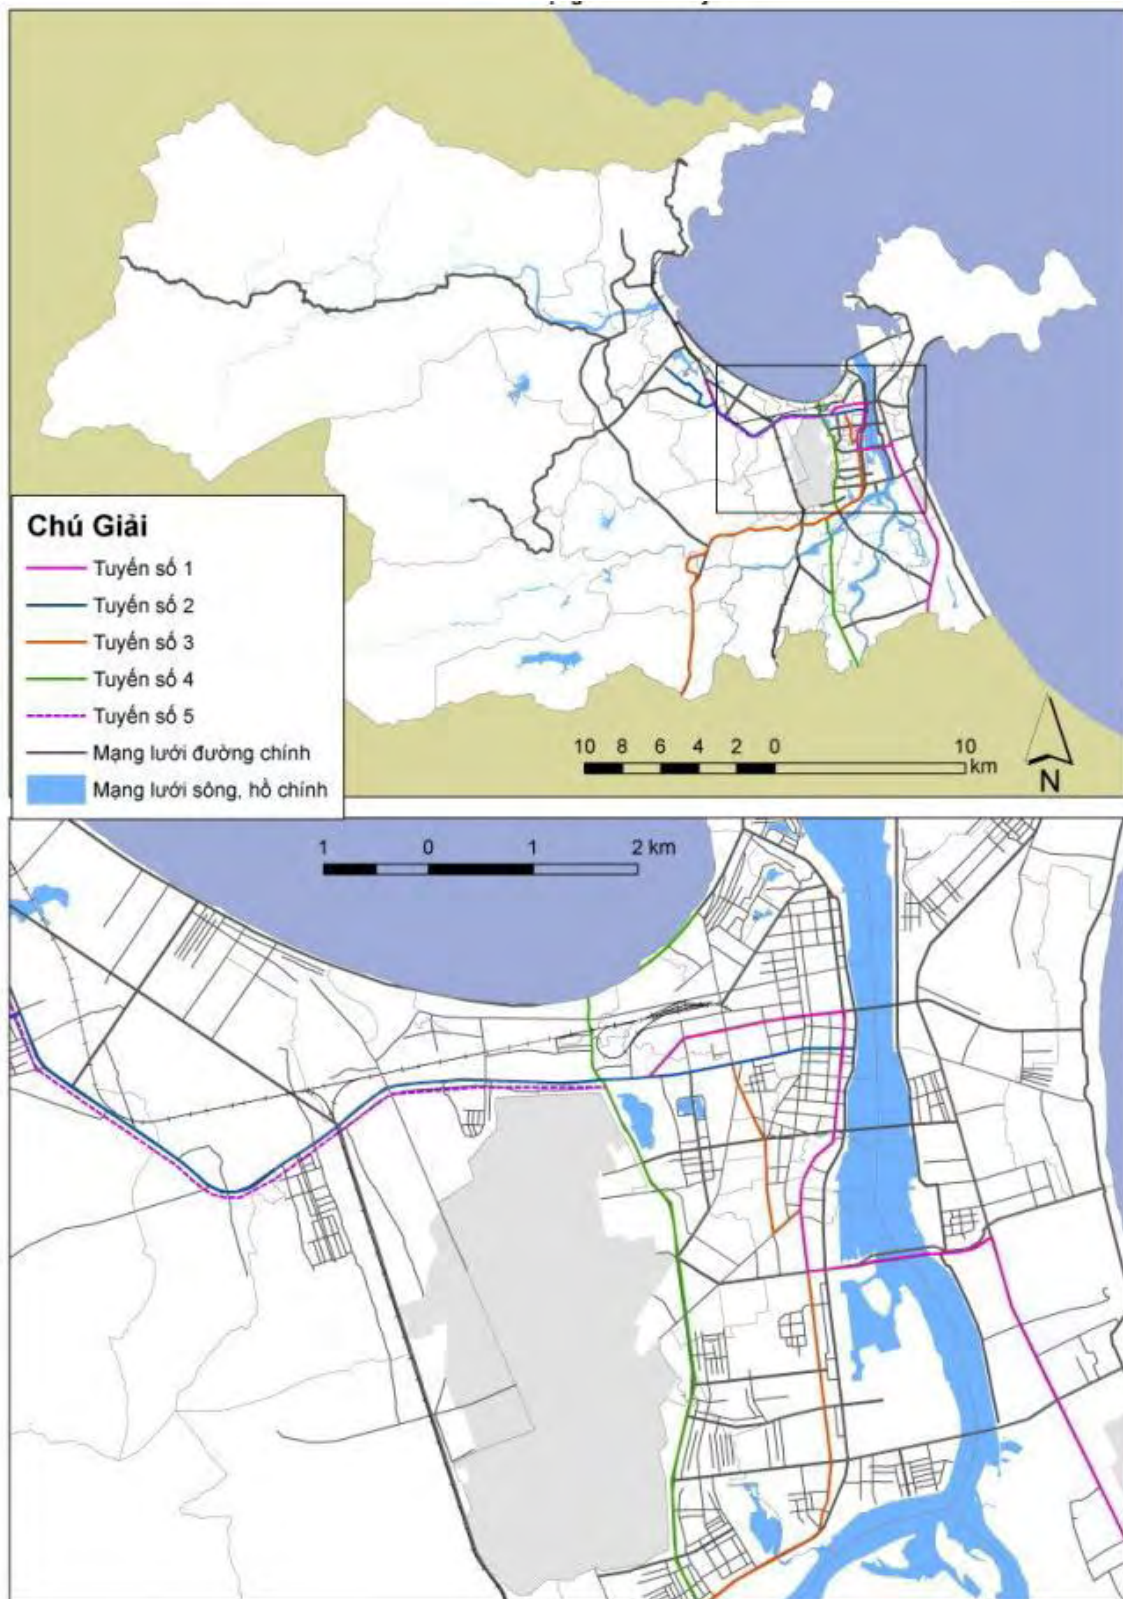 10 8 6 4 2 0 10
km
N
Chú Giải
Tuyến số 1
Tuyến số 2
Tuyến số 3
Tuyến số 4
Tuyến số 5
Mạng lưới đường chính
Mạng lưới sông, hồ chính
1 0 1 2 km